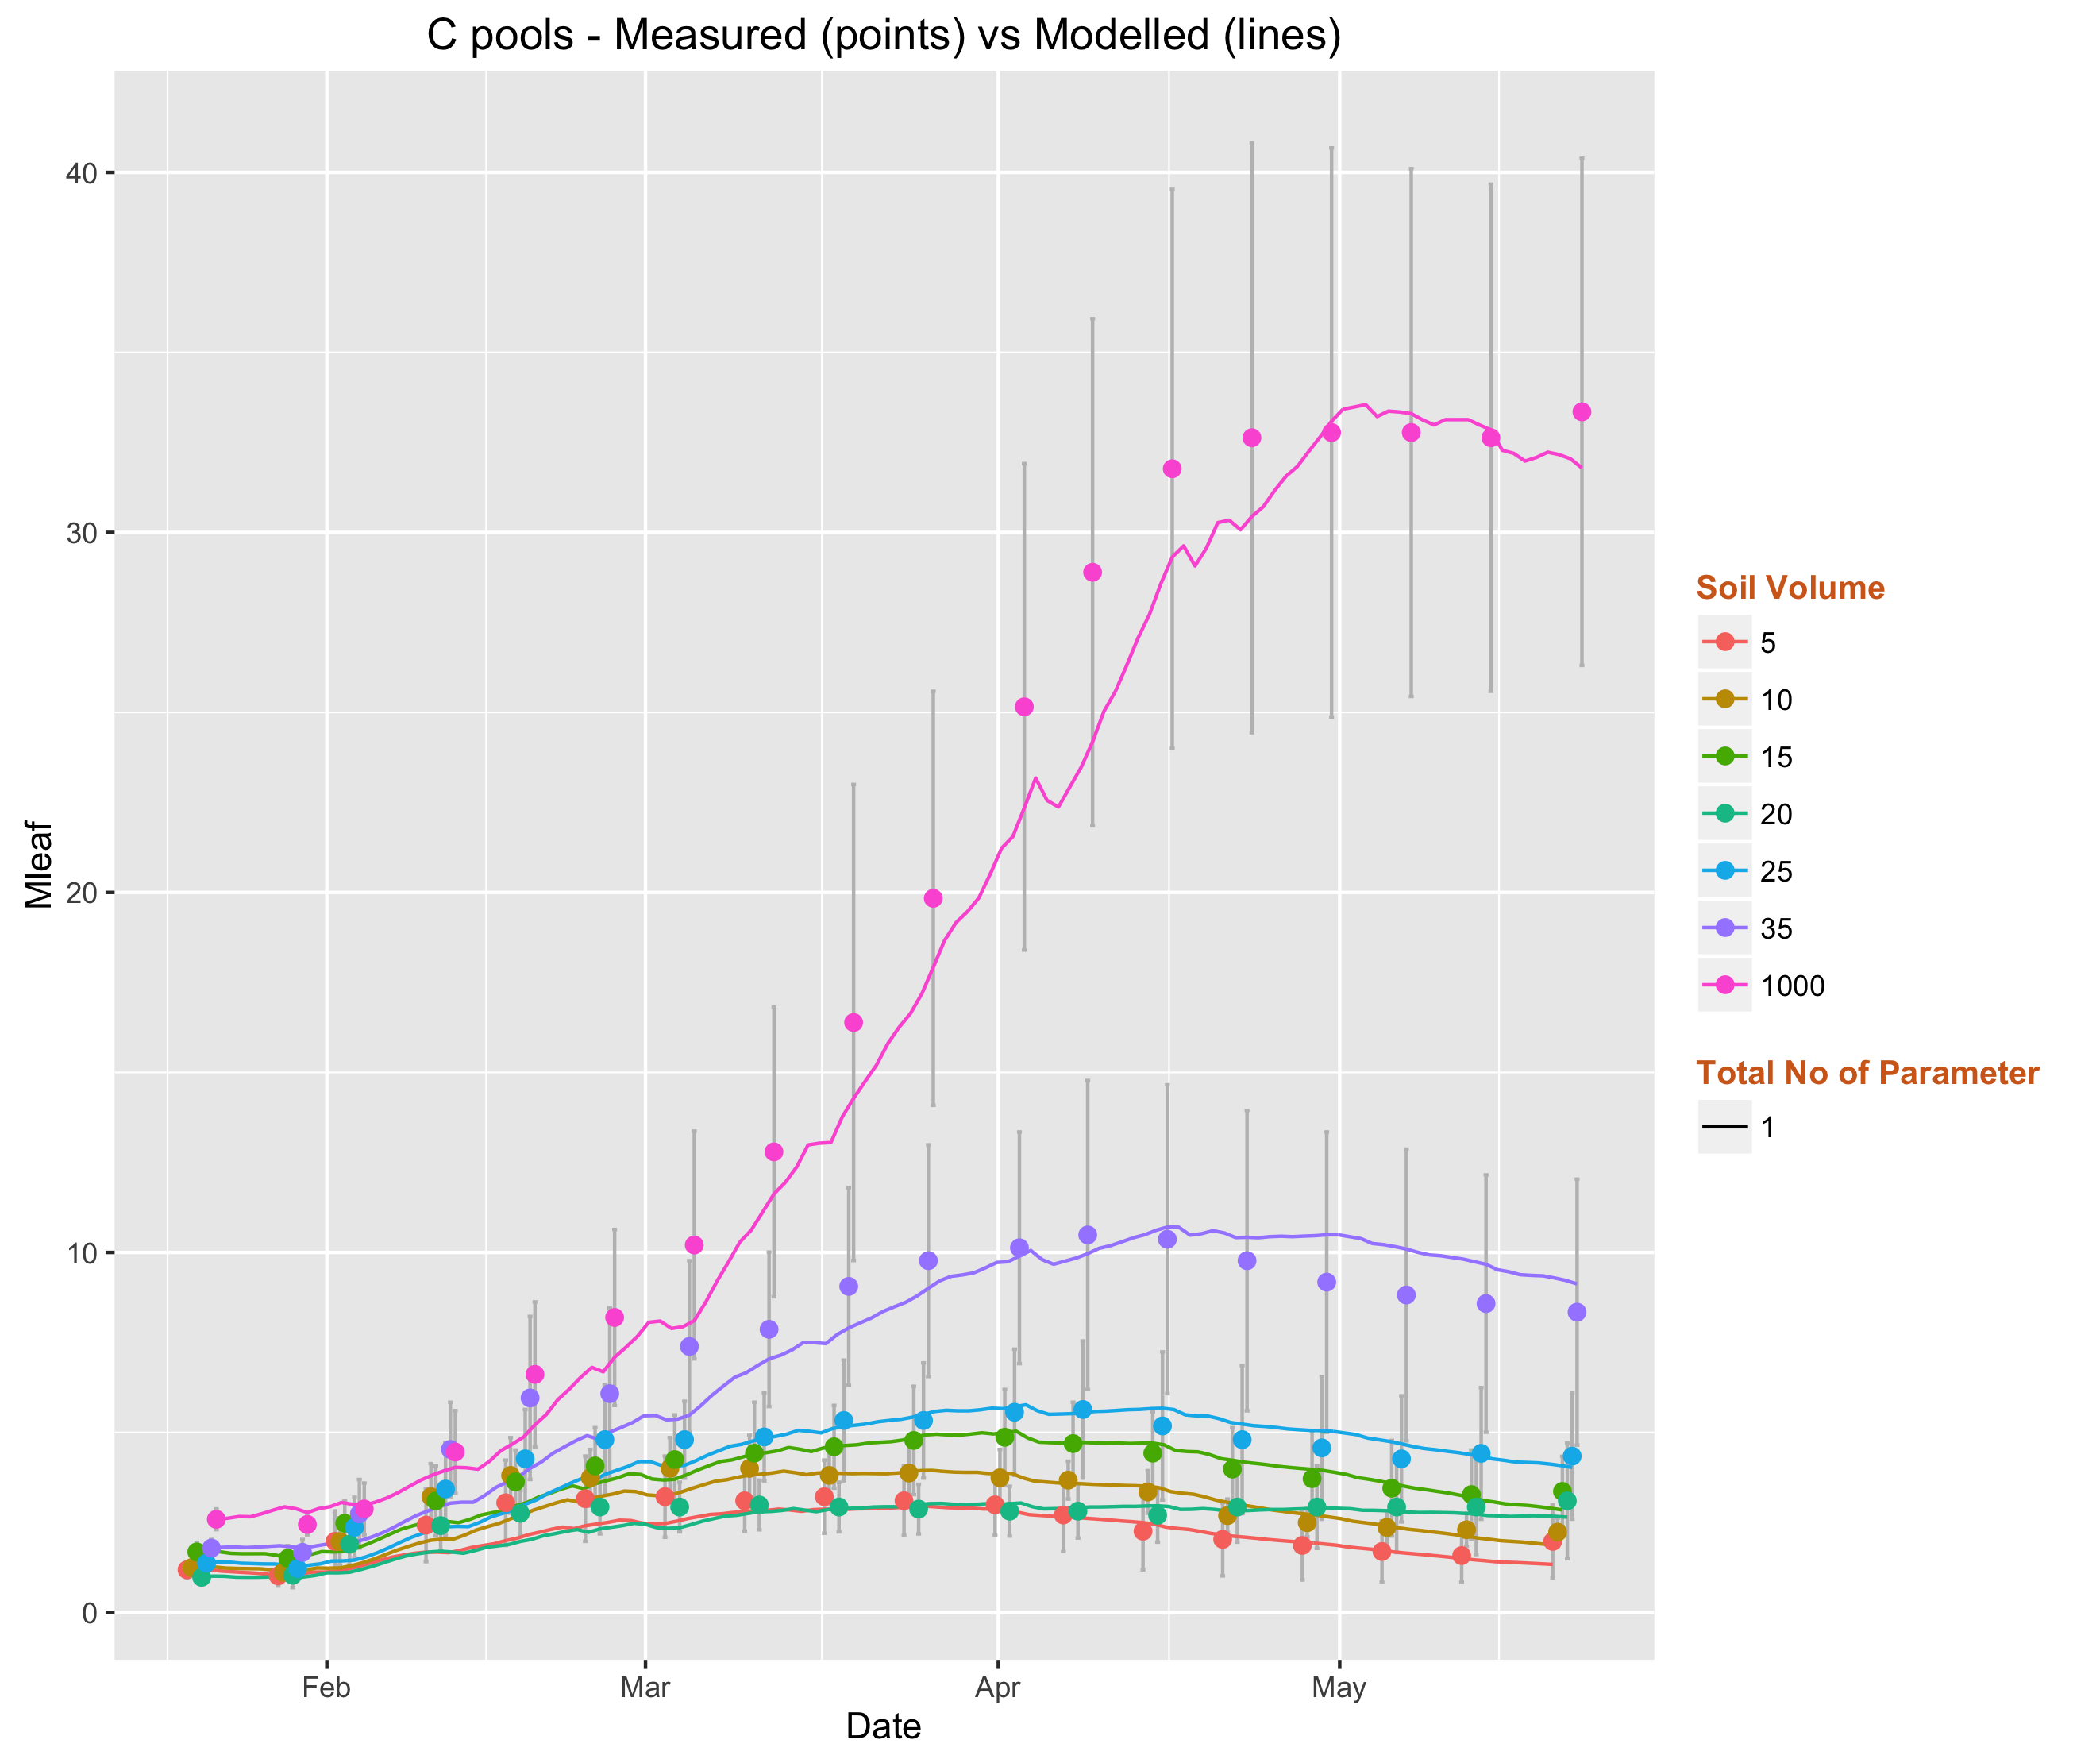 C pools - Measured (points) vs Modelled (lines)
40
30
20
10
0
Mleaf
Feb Mar Apr May
Date
Soil Volume
5
10
15
20
25
35
1000
Total No of Parameter
1